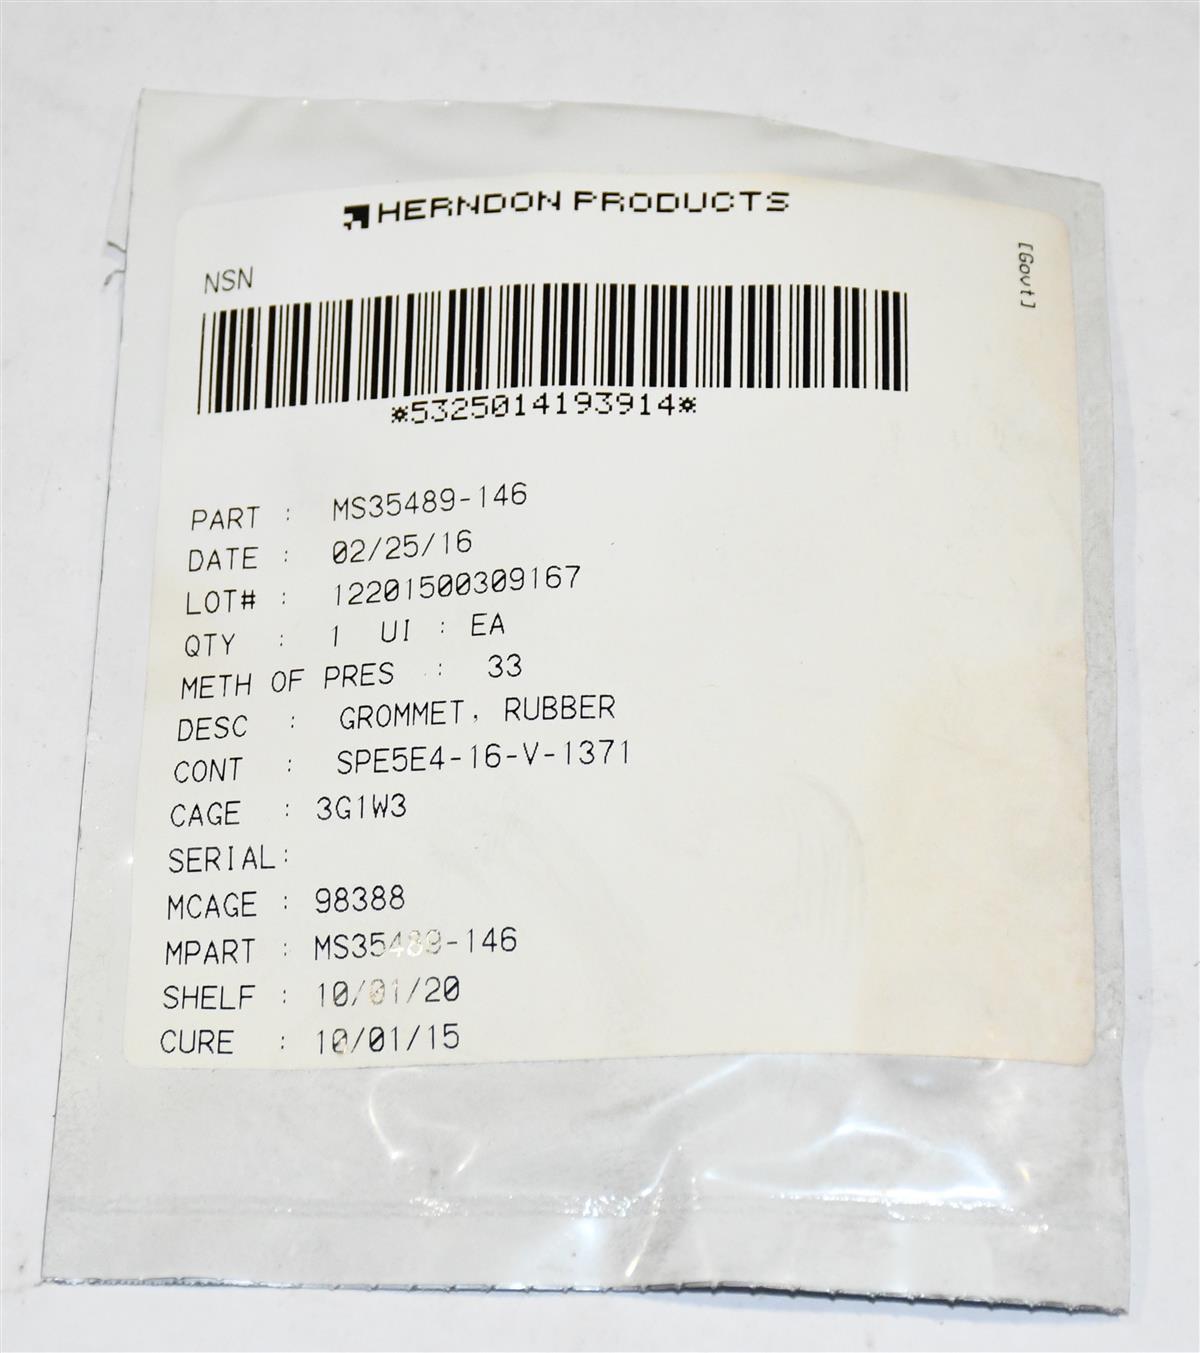 HERNDON PRODUCTS
[Govt]
NSN
*5325014193914*
PART : MS35489-146
DATE : 02/25/16
LOT# : 12201500309167
QTY : 1 UI : EA
METH OF PRES : 33
DESC : GROMMET, RUBBER
CONT : SPE5E4-16-V-1371
CAGE : 3G1W3
SERIAL:
MCAGE : 98388
MPART : MS35489-146
SHELF : 10/01/20
CURE : 10/01/15